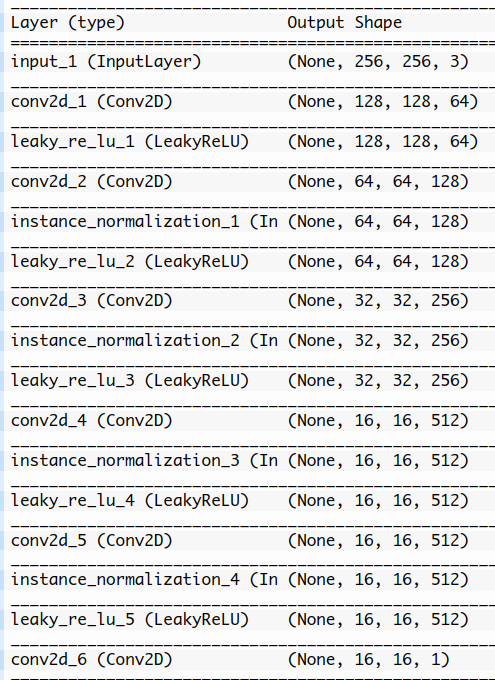 Layer (type) Output Shape
input_1 (InputLayer) (None, 256, 256, 3)
conv2d_1 (Conv2D) (None, 128, 128, 64)
leaky_re_lu_1 (LeakyReLU) (None, 128, 128, 64)
conv2d_2 (Conv2D) (None, 64, 64, 128)
instance_normalization_1 (In (None, 64, 64, 128)
leaky_re_lu_2 (LeakyReLU) (None, 64, 64, 128)
conv2d_3 (Conv2D) (None, 32, 32, 256)
instance_normalization_2 (In (None, 32, 32, 256)
leaky_re_lu_3 (LeakyReLU) (None, 32, 32, 256)
conv2d_4 (Conv2D) (None, 16, 16, 512)
instance_normalization_3 (In (None, 16, 16, 512)
leaky_re_lu_4 (LeakyReLU) (None, 16, 16, 512)
conv2d_5 (Conv2D) (None, 16, 16, 512)
instance_normalization_4 (In (None, 16, 16, 512)
leaky_re_lu_5 (LeakyReLU) (None, 16, 16, 512)
conv2d_6 (Conv2D) (None, 16, 16, 1)